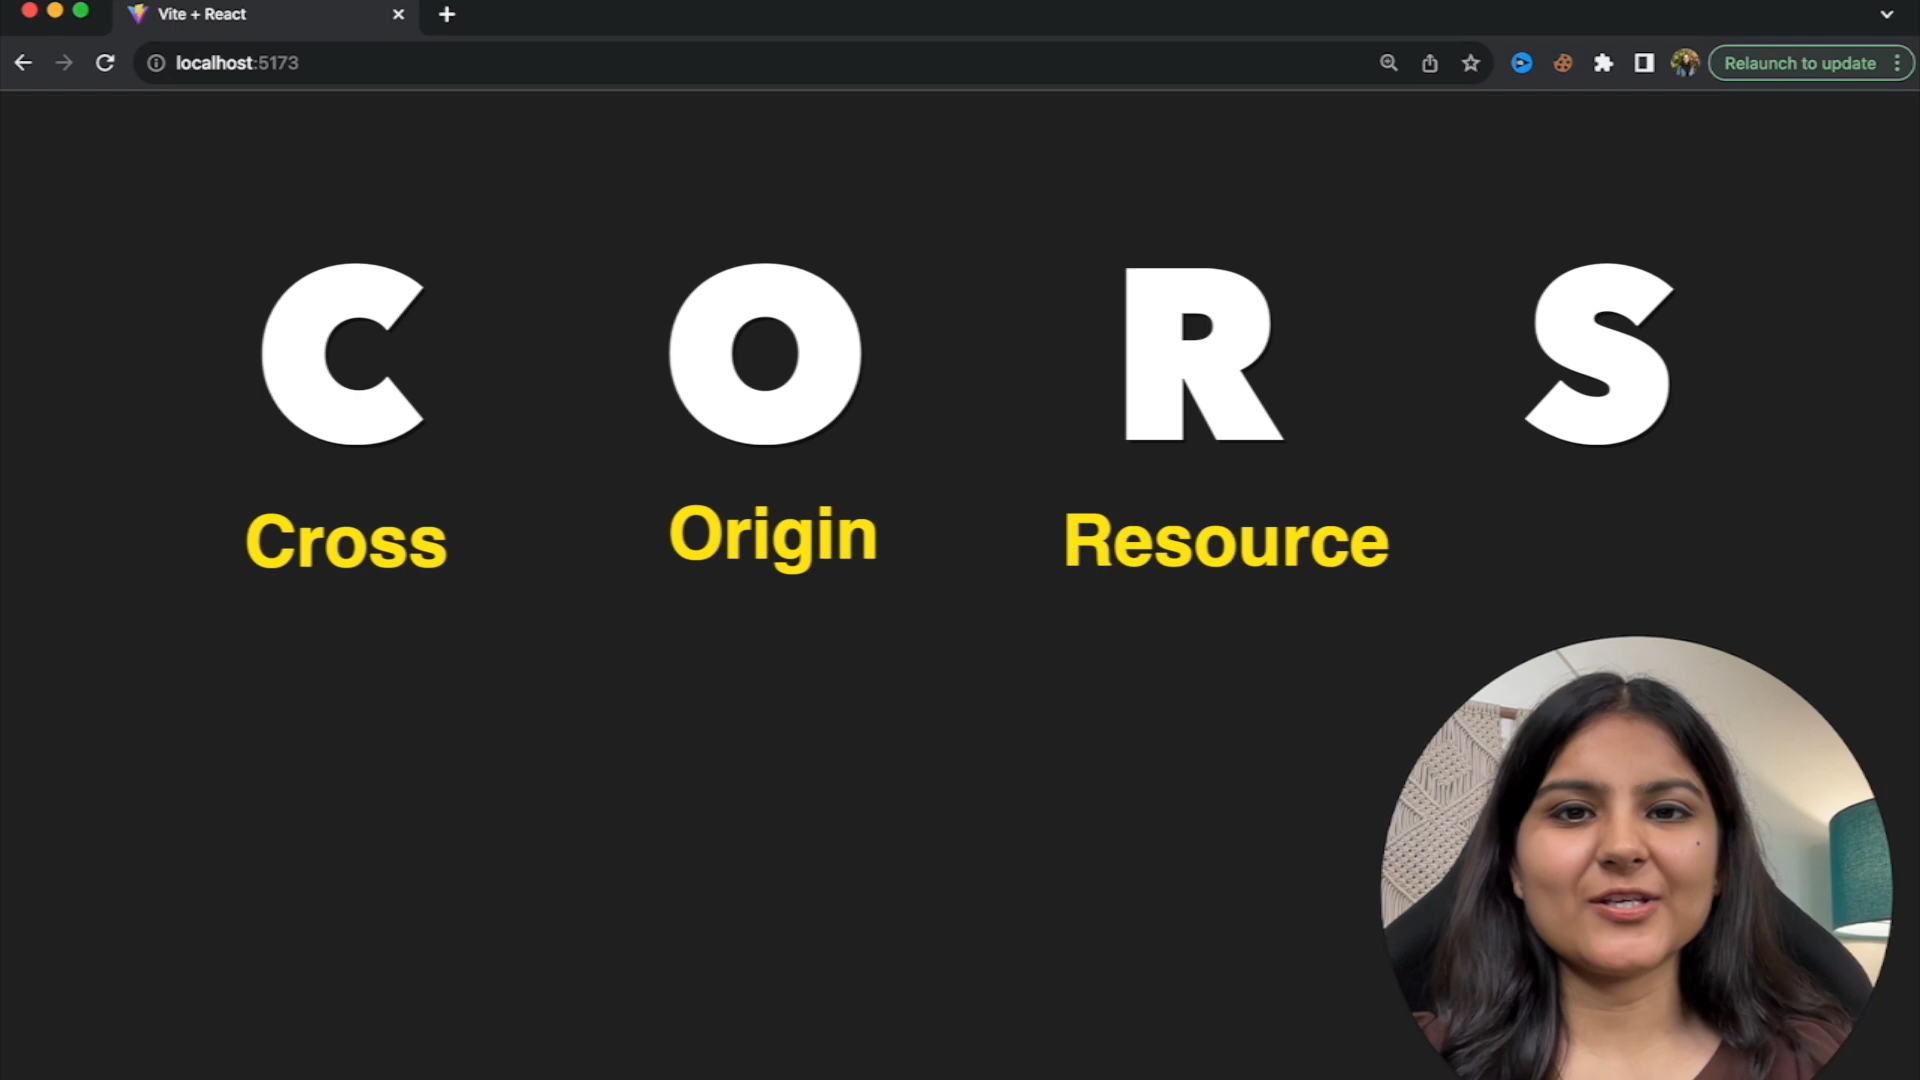 Vite + React
localhost:5173
Relaunch to update
C O R S
Cross Origin Resource